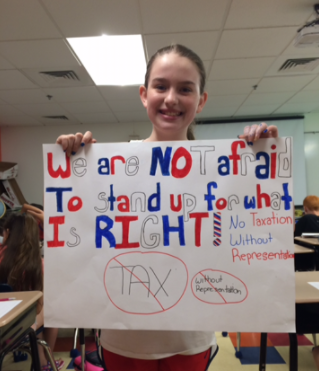 We are NOT afraid
To stand up for what
Is RIGHT!
No Taxation
Without
Representation
TAX
Without
Representation